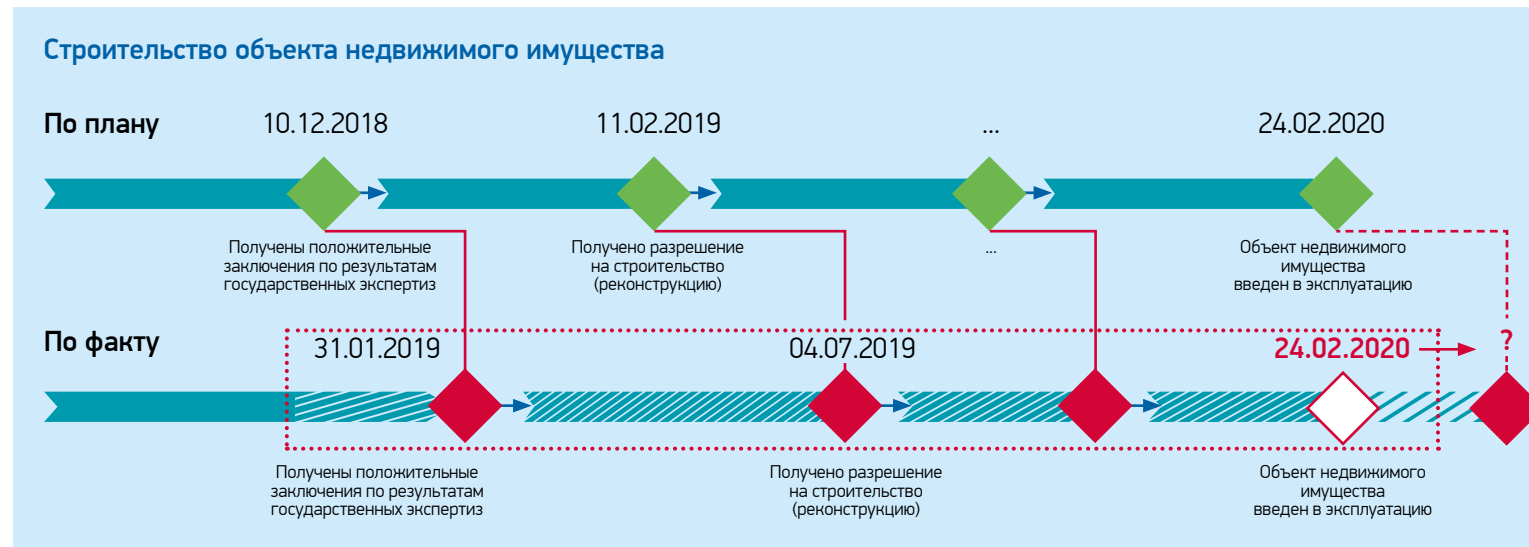 Строительство объекта недвижимого имущества
По плану
10.12.2018
11.02.2019
...
24.02.2020
Получены положительные
заключения по результатам
государственных экспертиз
Получено разрешение
на строительство
(реконструкцию)
...
Объект недвижимого
имущества
введен в эксплуатацию
По факту
31.01.2019
04.07.2019
24.02.2020
?
Получены положительные
заключения по результатам
государственных экспертиз
Получено разрешение
на строительство
(реконструкцию)
Объект недвижимого
имущества
введен в эксплуатацию